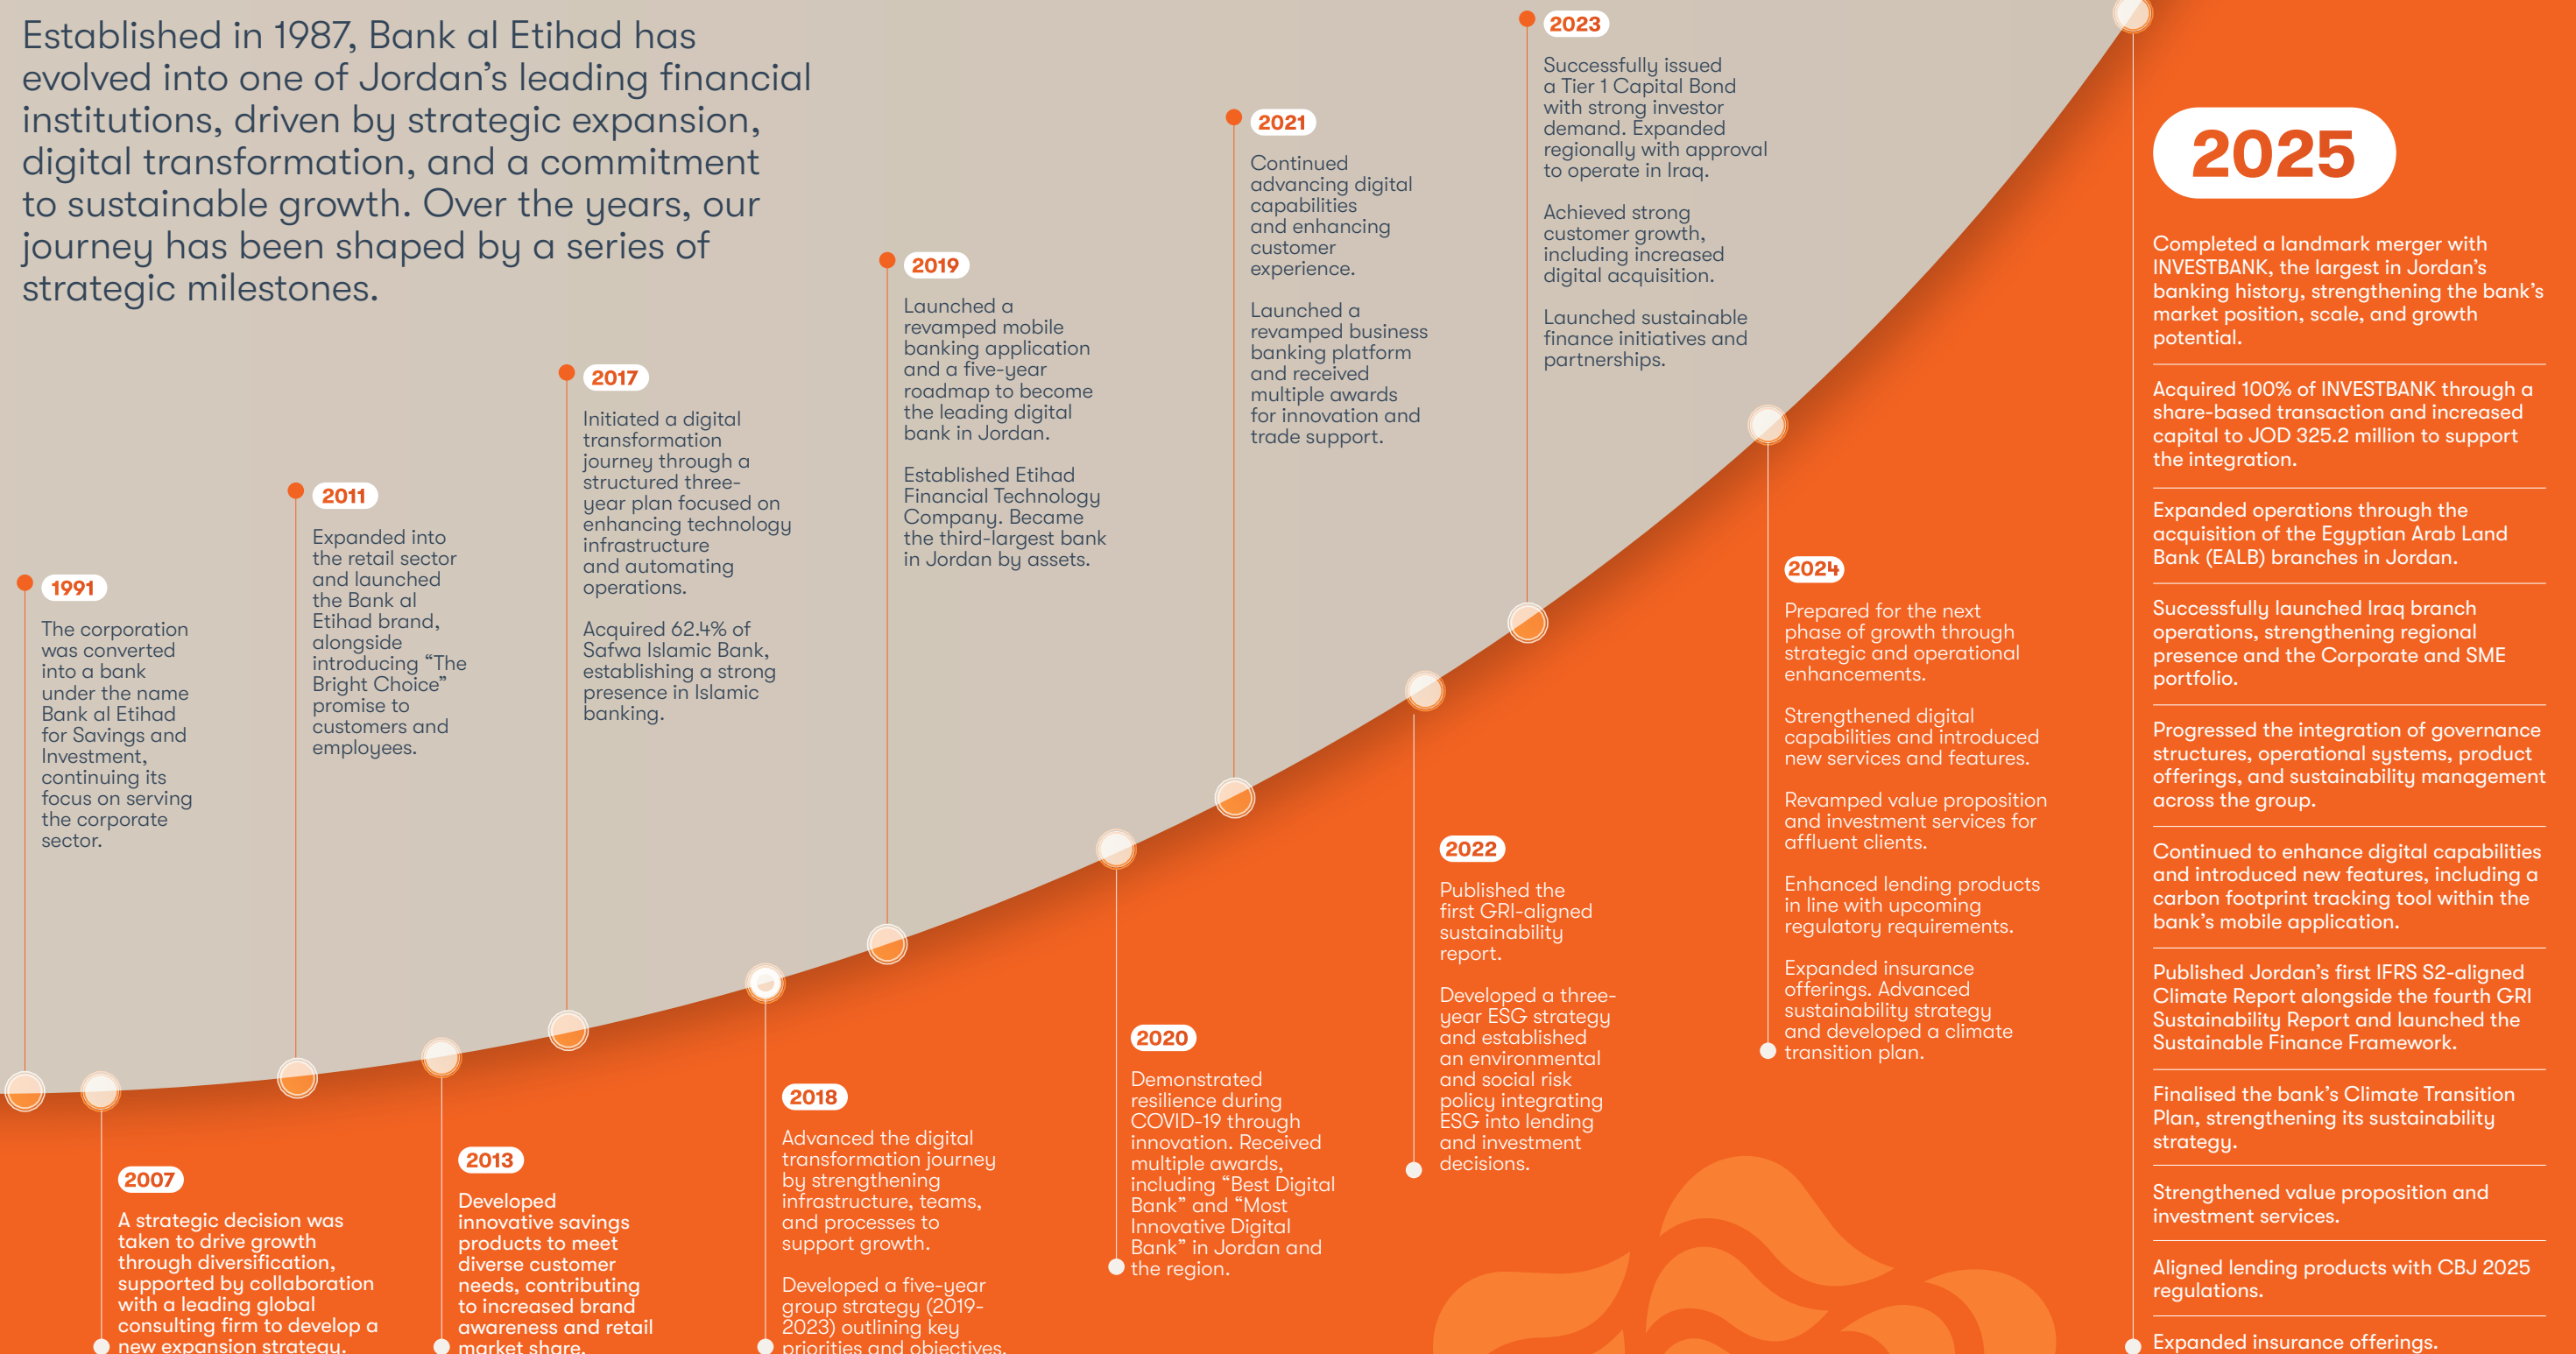 Established in 1987, Bank al Etihad has
evolved into one of Jordan's leading financial
institutions, driven by strategic expansion,
digital transformation, and a commitment
to sustainable growth. Over the years, our
journey has been shaped by a series of
strategic milestones.
1991
The corporation
was converted
into a bank
under the name
Bank al Etihad
for Savings and
Investment,
continuing its
focus on serving
the corporate
sector.
2007
A strategic decision was
taken to drive growth
through diversification,
supported by collaboration
with a leading global
consulting firm to develop a
new expansion strategy.
2011
Expanded into
the retail sector
and launched
the Bank al
Etihad brand,
alongside
introducing “The
Bright Choice”
promise to
customers and
employees.
2013
Developed
innovative savings
products to meet
diverse customer
needs, contributing
to increased brand
awareness and retail
market share.
2017
Initiated a digital
transformation
journey through a
structured three-
year plan focused on
enhancing technology
infrastructure
and automating
operations.
Acquired 62.4% of
Safwa Islamic Bank,
establishing a strong
presence in Islamic
banking.
2018
Advanced the digital
transformation journey
by strengthening
infrastructure, teams,
and processes to
support growth.
Developed a five-year
group strategy (2019-
2023) outlining key
priorities and objectives.
2019
Launched a
revamped mobile
banking application
and a five-year
roadmap to become
the leading digital
bank in Jordan.
Established Etihad
Financial Technology
Company. Became
the third-largest bank
in Jordan by assets.
2020
Demonstrated
resilience during
COVID-19 through
innovation. Received
multiple awards,
including “Best Digital
Bank” and “Most
Innovative Digital
Bank” in Jordan and
the region.
2021
Continued
advancing digital
capabilities
and enhancing
customer
experience.
Launched a
revamped business
banking platform
and received
multiple awards
for innovation and
trade support.
2022
Published the
first GRI-aligned
sustainability
report.
Developed a three-
year ESG strategy
and established
an environmental
and social risk
policy integrating
ESG into lending
and investment
decisions.
2023
Successfully issued
a Tier 1 Capital Bond
with strong investor
demand. Expanded
regionally with approval
to operate in Iraq.
Achieved strong
customer growth,
including increased
digital acquisition.
Launched sustainable
finance initiatives and
partnerships.
2024
Prepared for the next
phase of growth through
strategic and operational
enhancements.
Strengthened digital
capabilities and introduced
new services and features.
Revamped value proposition
and investment services for
affluent clients.
Enhanced lending products
in line with upcoming
regulatory requirements.
Expanded insurance
offerings. Advanced
sustainability strategy
and developed a climate
transition plan.
2025
Completed a landmark merger with
INVESTBANK, the largest in Jordan's
banking history, strengthening the bank's
market position, scale, and growth
potential.
Acquired 100% of INVESTBANK through a
share-based transaction and increased
capital to JOD 325.2 million to support
the integration.
Expanded operations through the
acquisition of the Egyptian Arab Land
Bank (EALB) branches in Jordan.
Successfully launched Iraq branch
operations, strengthening regional
presence and the Corporate and SME
portfolio.
Progressed the integration of governance
structures, operational systems, product
offerings, and sustainability management
across the group.
Continued to enhance digital capabilities
and introduced new features, including a
carbon footprint tracking tool within the
bank's mobile application.
Published Jordan's first IFRS S2-aligned
Climate Report alongside the fourth GRI
Sustainability Report and launched the
Sustainable Finance Framework.
Finalised the bank's Climate Transition
Plan, strengthening its sustainability
strategy.
Strengthened value proposition and
investment services.
Aligned lending products with CBJ 2025
regulations.
Expanded insurance offerings.